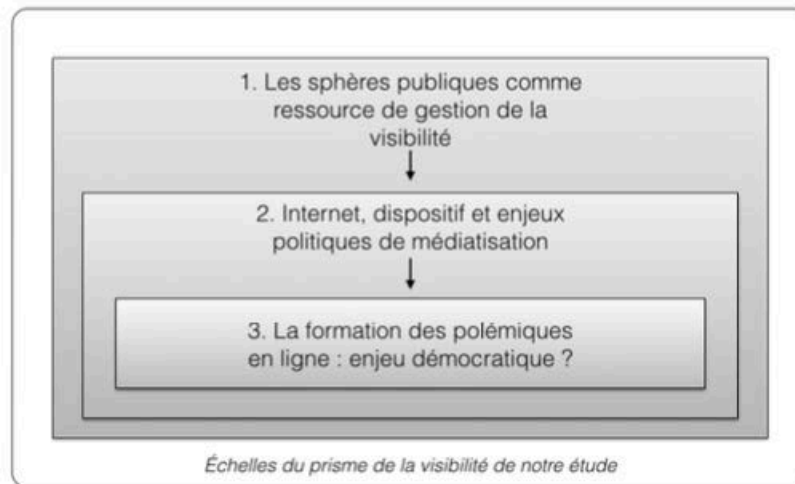 1. Les sphères publiques comme
ressource de gestion de la
visibilité
2. Internet, dispositif et enjeux
politiques de médiatisation
3. La formation des polémiques
en ligne : enjeu démocratique ?
Échelles du prisme de la visibilité de notre étude